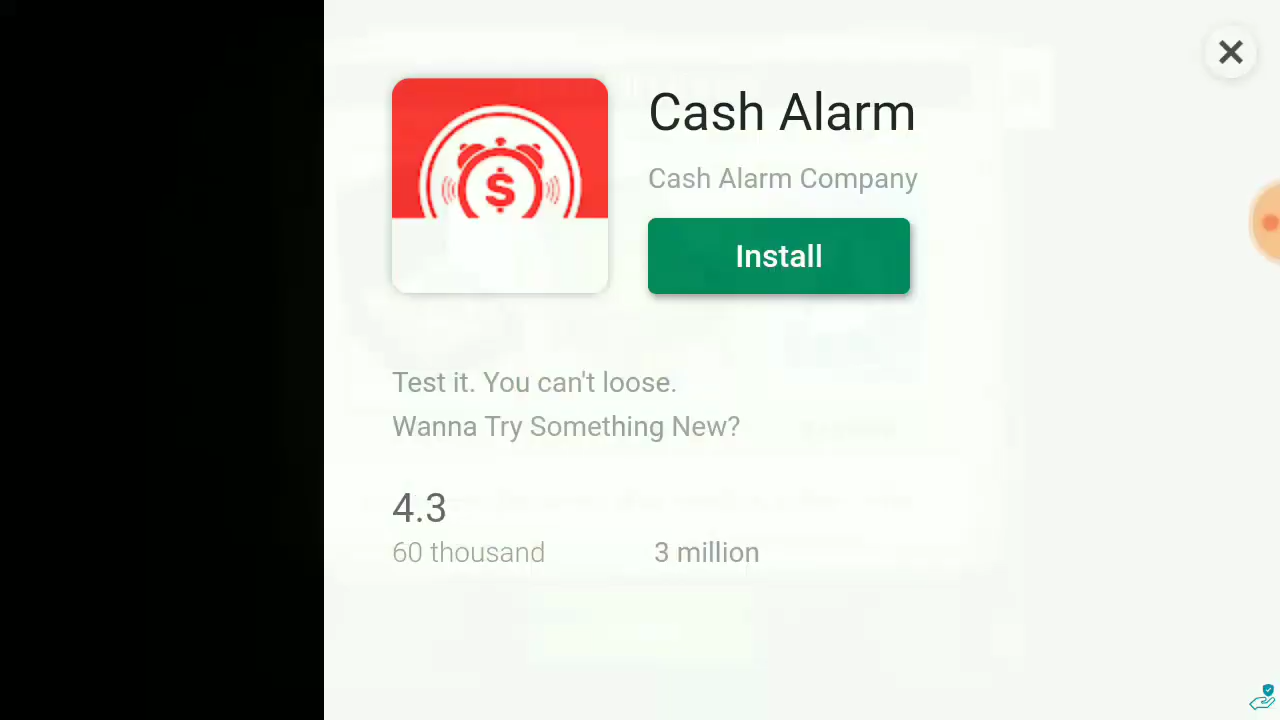 Cash Alarm
Cash Alarm Company
$
Install
Test it. You can't loose.
Wanna Try Something New?
4.3
60 thousand
3 million